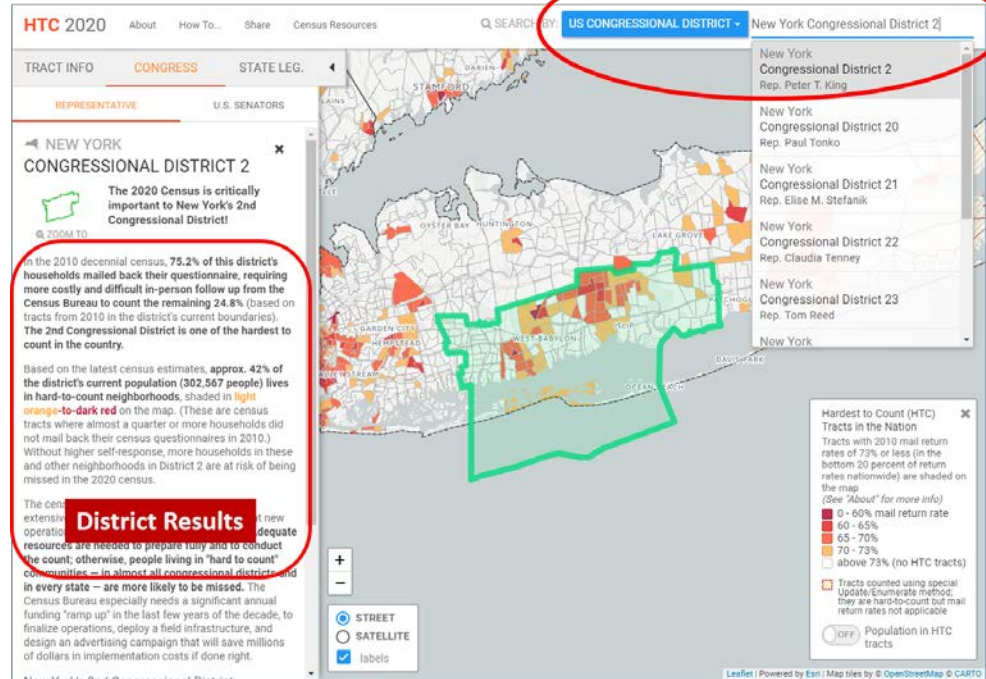 HTC 2020 About How To... Share Census Resources
SEARCH BY: US CONGRESSIONAL DISTRICT New York Congressional District 2
TRACT INFO CONGRESS STATE LEG.
REPRESENTATIVE U.S. SENATORS
NEW YORK
CONGRESSIONAL DISTRICT 2
The 2020 Census is critically
important to New York's 2nd
Congressional District!
ZOOM TO
In the 2010 decennial census, 75.2% of this district's
households mailed back their questionnaire, requiring
more costly and difficult in-person follow up from the
Census Bureau to count the remaining 24.8% (based on
tracts from 2010 in the district's current boundaries).
The 2nd Congressional District is one of the hardest to
count in the country.
Based on the latest census estimates, approx. 42% of
the district's current population (302,567 people) lives
in hard-to-count neighborhoods, shaded in light
orange-to-dark red on the map. (These are census
tracts where almost a quarter or more households did
not mail back their census questionnaires in 2010.)
Without higher self-response, more households in these
and other neighborhoods in District 2 are at risk of being
missed in the 2020 census.
The
new
District Results
resources are needed to prepare fully and to conduct
the count; otherwise, people living in "hard to count"
communities — in almost all congressional districts and
in every state — are more likely to be missed. The
Census Bureau especially needs a significant annual
funding "ramp up" in the last few years of the decade, to
finalize operations, deploy a field infrastructure, and
design an advertising campaign that will save millions
of dollars in implementation costs if done right.
New York's 2nd Congressional District
New York
Congressional District 2
Rep. Peter T. King
New York
Congressional District 20
Rep. Paul Tonko
New York
Congressional District 21
Rep. Elise M. Stefanik
New York
Congressional District 22
Rep. Claudia Tenney
New York
Congressional District 23
Rep. Tom Reed
New York
DARIEN
STAMFORD
OYSTER BAY HUNTINGTON
LAKE GROVE
GARDEN CITY
HEMPSTEAD
WEST BABYLON
ISLIP
DAVIS PARK
OCEAN BEACH
Hardest to Count (HTC)
Tracts in the Nation
Tracts with 2010 mail return
rates of 73% or less (in the
bottom 20 percent of return
rates nationwide) are shaded on
the map
(See "About" for more info)
0 - 60% mail return rate
60 - 65%
65 - 70%
70 - 73%
above 73% (no HTC tracts)
Tracts counted using special
Update/Enumerate method;
they are hard-to-count but mail
return rates not applicable
OFF Population in HTC
tracts
+
−
STREET
SATELLITE
labels
Leaflet | Powered by Esri | Map tiles by © OpenStreetMap © CARTO